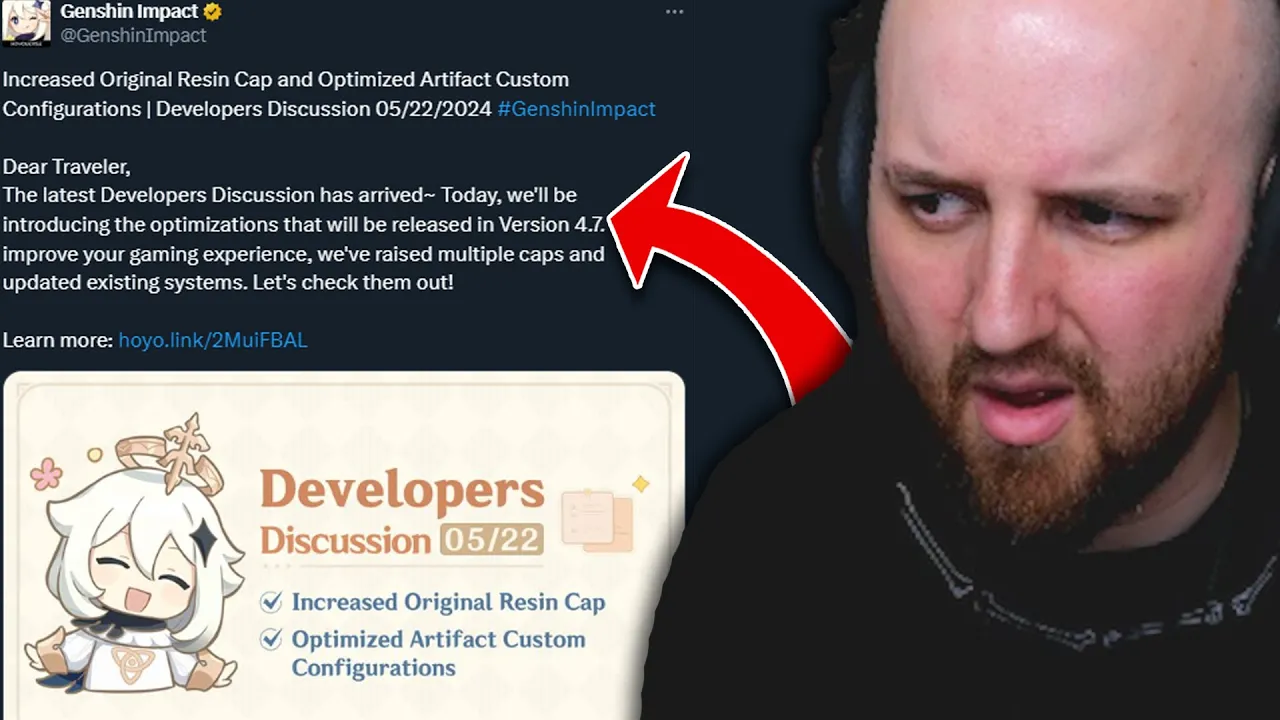 Genshin Impact
@GenshinImpact
Increased Original Resin Cap and Optimized Artifact Custom
Configurations | Developers Discussion 05/22/2024 #GenshinImpact
Dear Traveler,
The latest Developers Discussion has arrived~ Today, we'll be
introducing the optimizations that will be released in Version 4.7.
improve your gaming experience, we've raised multiple caps and
updated existing systems. Let's check them out!
Learn more: hoyo.link/2MuiFBAL
Developers
Discussion 05/22
Increased Original Resin Cap
Optimized Artifact Custom
Configurations